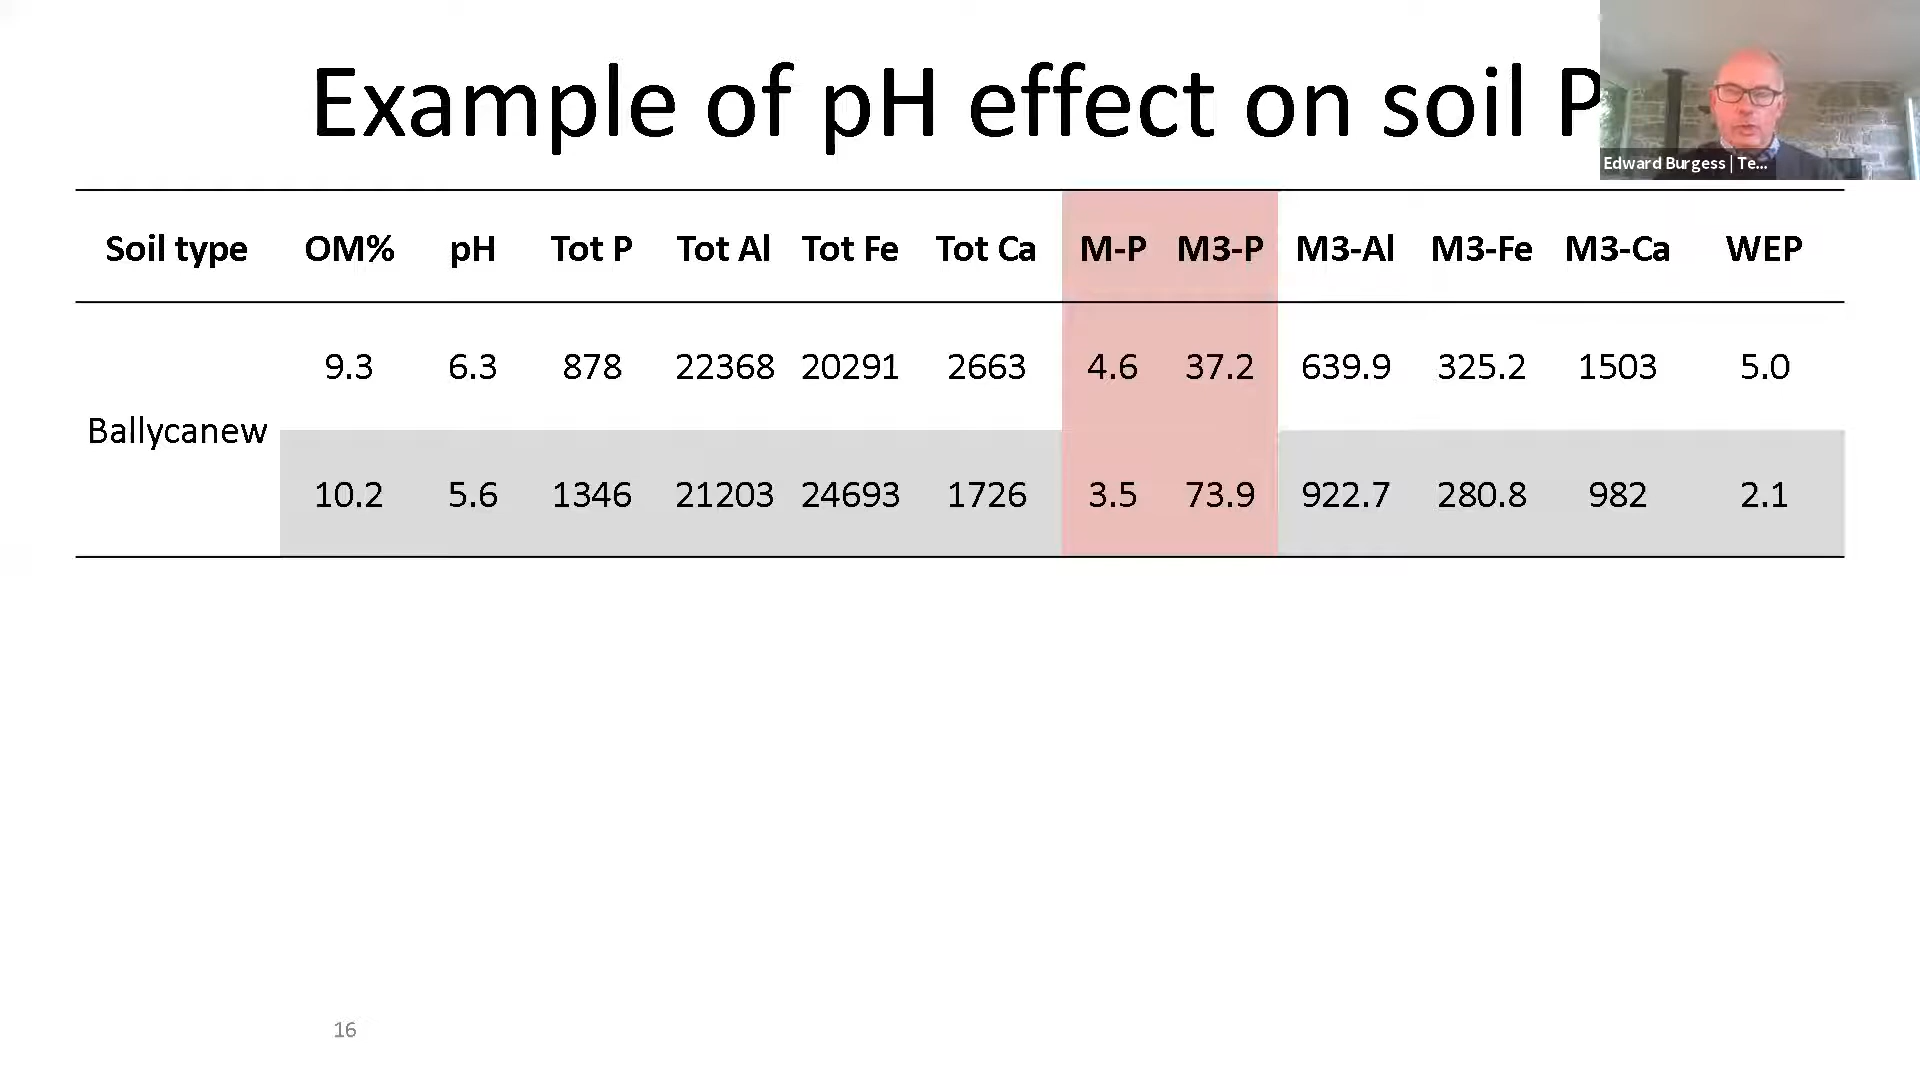 Example of pH effect on soil P
Edward Burgess | Te...
Soil type OM% pH Tot P Tot Al Tot Fe Tot Ca M-P M3-P M3-Al M3-Fe M3-Ca WEP
9.3 6.3 878 22368 20291 2663 4.6 37.2 639.9 325.2 1503 5.0
Ballycanew
10.2 5.6 1346 21203 24693 1726 3.5 73.9 922.7 280.8 982 2.1
16